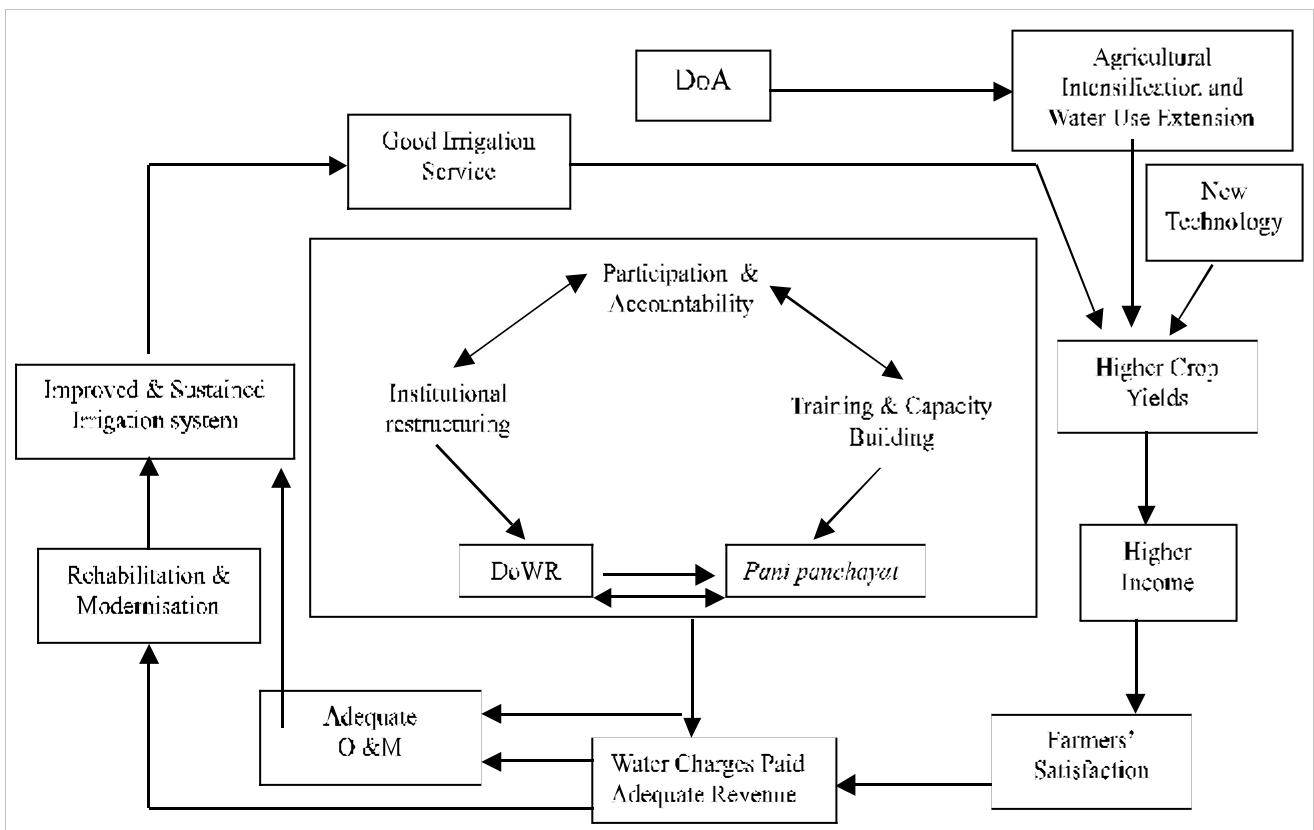 DoA
Agricultural
Intensification and
Water Use Extension
Good Irrigation
Service
New
Technology
Participation &
Accountability
Higher Crop
Yields
Improved & Sustained
Irrigation system
Institutional
restructuring
Training & Capacity
Building
Higher
Income
DoWR
Pani panchayat
Rehabilitation &
Modernisation
Adequate
O &M
Water Charges Paid
Adequate Revenue
Farmers'
Satisfaction